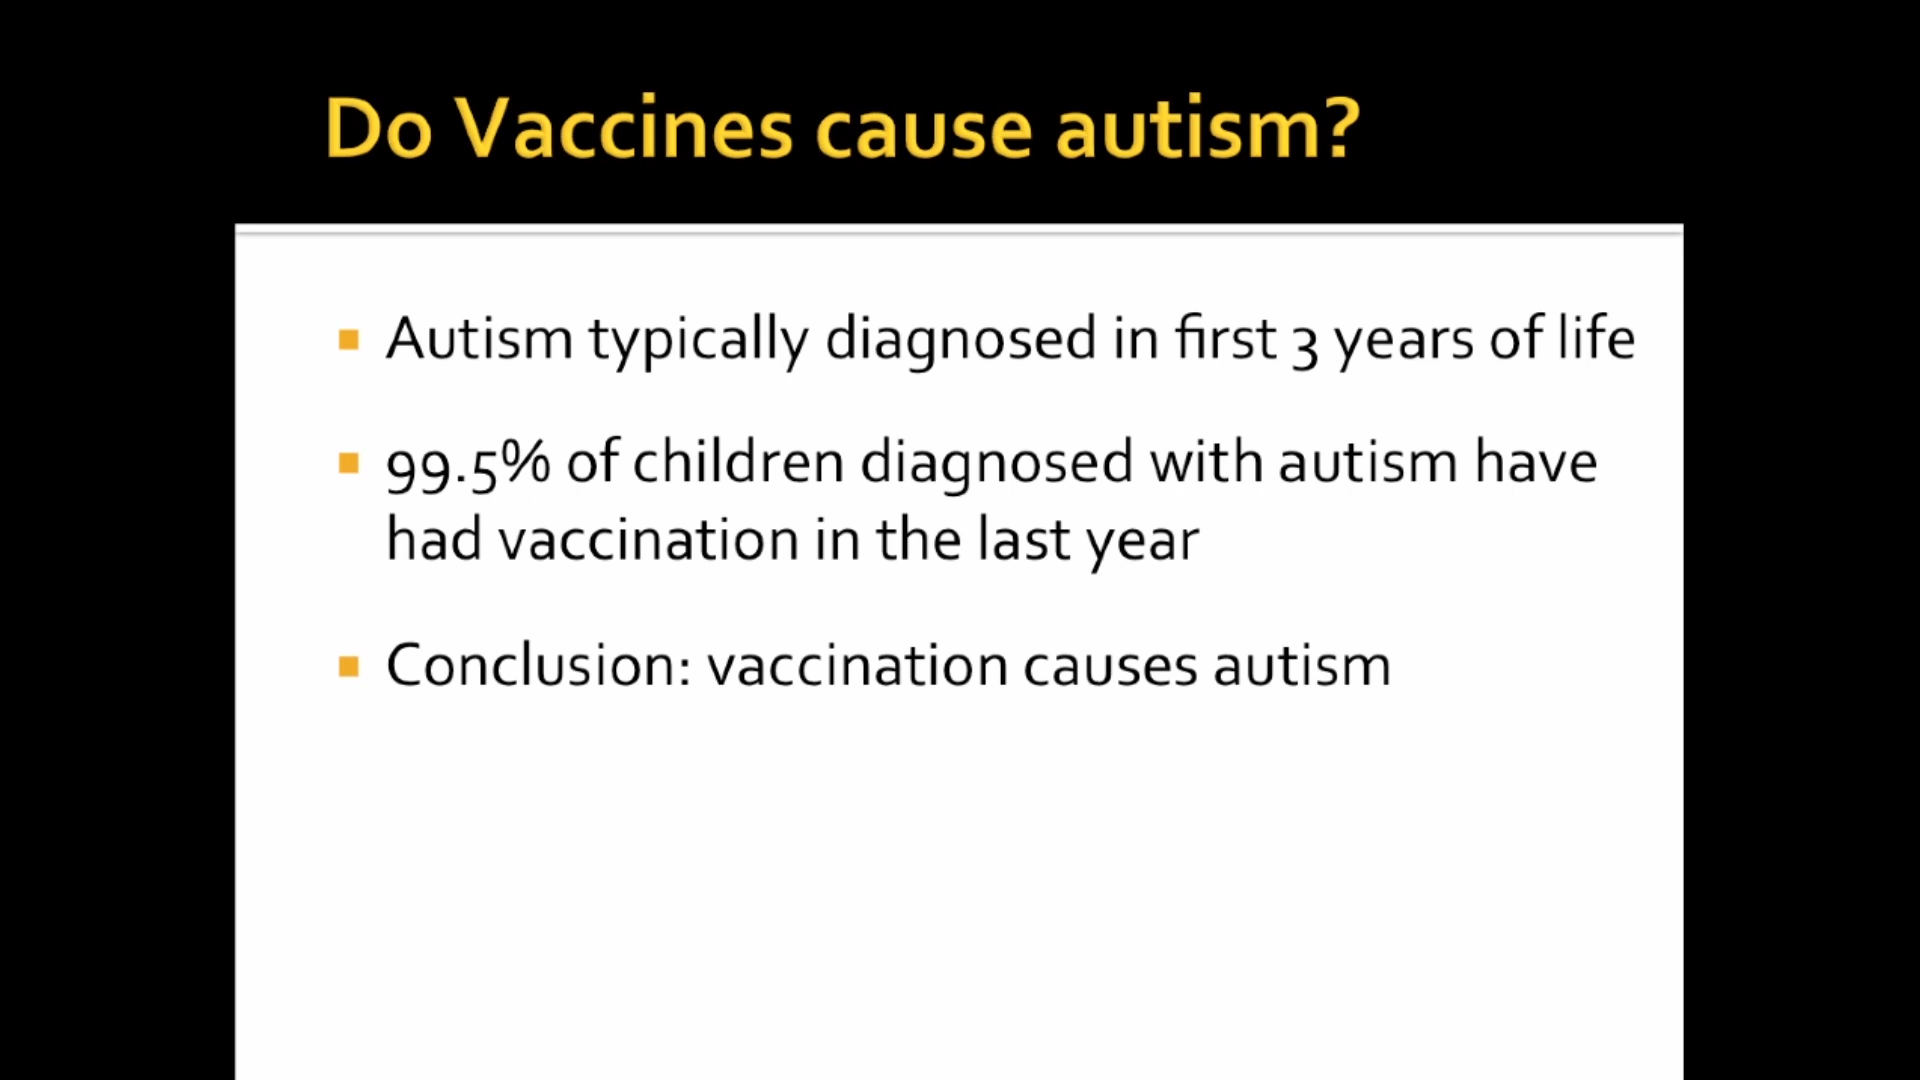 Do Vaccines cause autism?
Autism typically diagnosed in first 3 years of life
99.5% of children diagnosed with autism have
had vaccination in the last year
Conclusion: vaccination causes autism